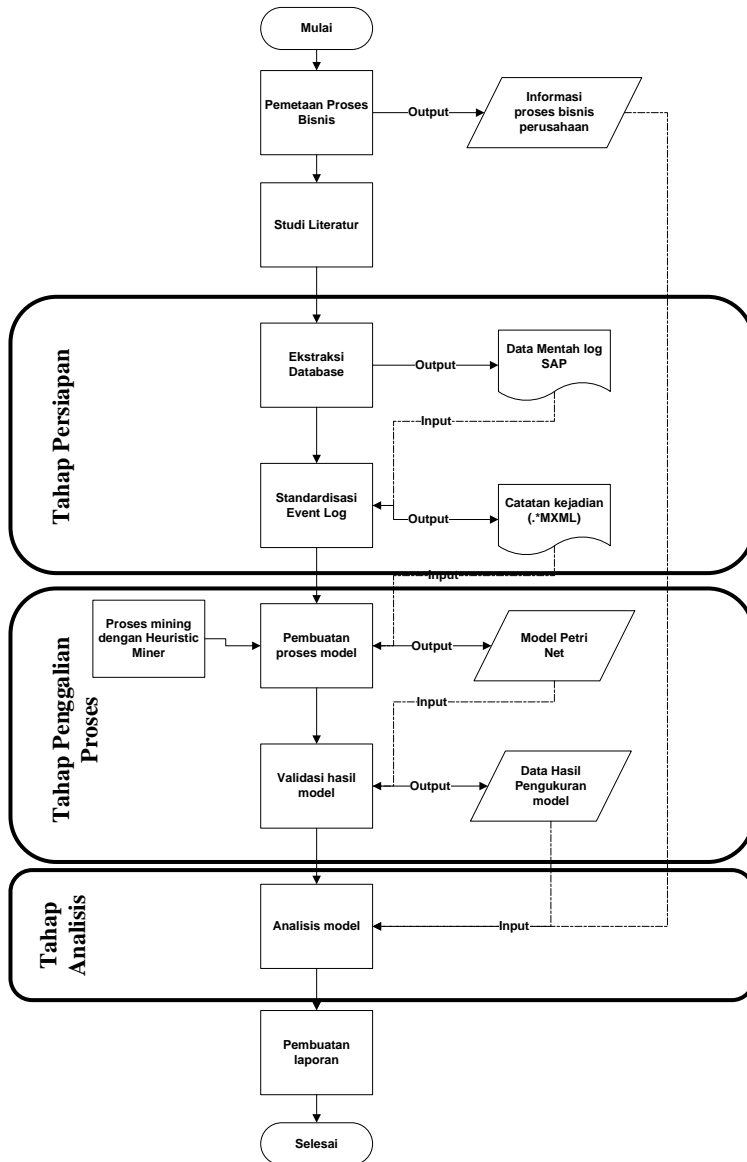 Mulai
Pemetaan Proses
Bisnis
Output
Informasi
proses bisnis
perusahaan
Studi Literatur
Tahap Persiapan
Ekstraksi
Database
Output
Data Mentah log
SAP
Input
Standardisasi
Event Log
Output
Catatan kejadian
(.*MXML)
Input
Tahap Penggalian
Proses
Proses mining
dengan Heuristic
Miner
Pembuatan
proses model
Output
Model Petri
Net
Input
Validasi hasil
model
Output
Data Hasil
Pengukuran
model
Tahap
Analisis
Analisis model
Input
Pembuatan
laporan
Selesai